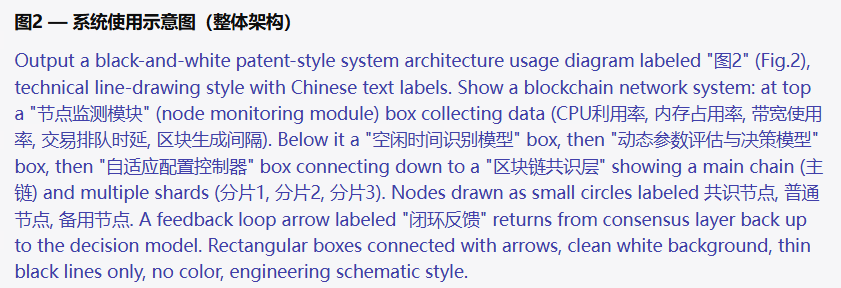 图2 — 系统使用示意图（整体架构）
Output a black-and-white patent-style system architecture usage diagram labeled "图2" (Fig.2),
technical line-drawing style with Chinese text labels. Show a blockchain network system: at top
a "节点监测模块" (node monitoring module) box collecting data (CPU利用率, 内存占用率, 带宽使用
率, 交易排队时延, 区块生成间隔). Below it a "空闲时间识别模型" box, then "动态参数评估与决策模型"
box, then "自适应配置控制器" box connecting down to a "区块链共识层" showing a main chain (主
链) and multiple shards (分片1, 分片2, 分片3). Nodes drawn as small circles labeled 共识节点, 普通
节点, 备用节点. A feedback loop arrow labeled "闭环反馈" returns from consensus layer back up
to the decision model. Rectangular boxes connected with arrows, clean white background, thin
black lines only, no color, engineering schematic style.